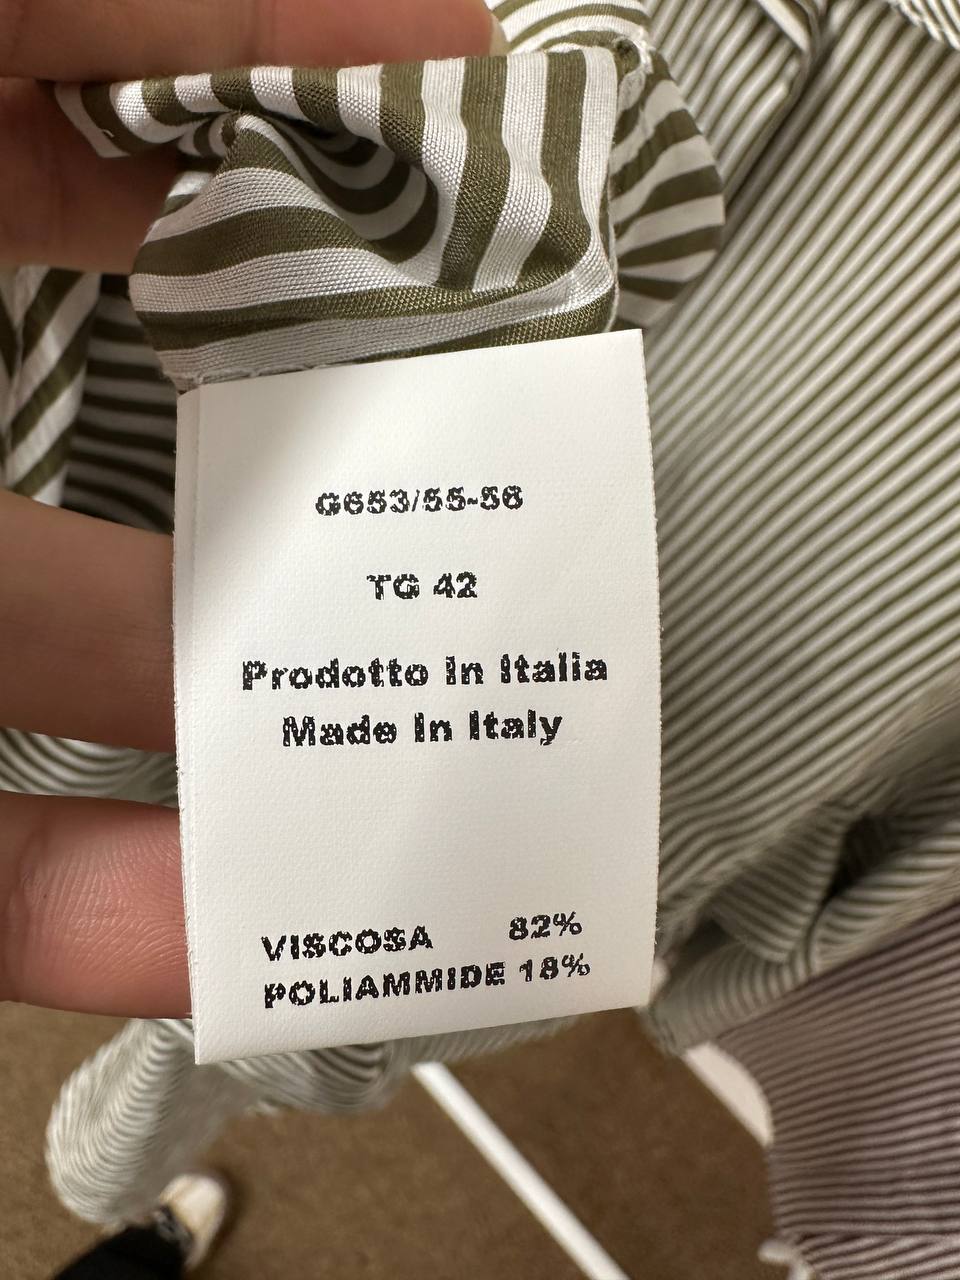 G653/55-56
TG 42
Prodotto In Italia
Made In Italy
VISCOSA 82%
POLIAMMIDE 18%